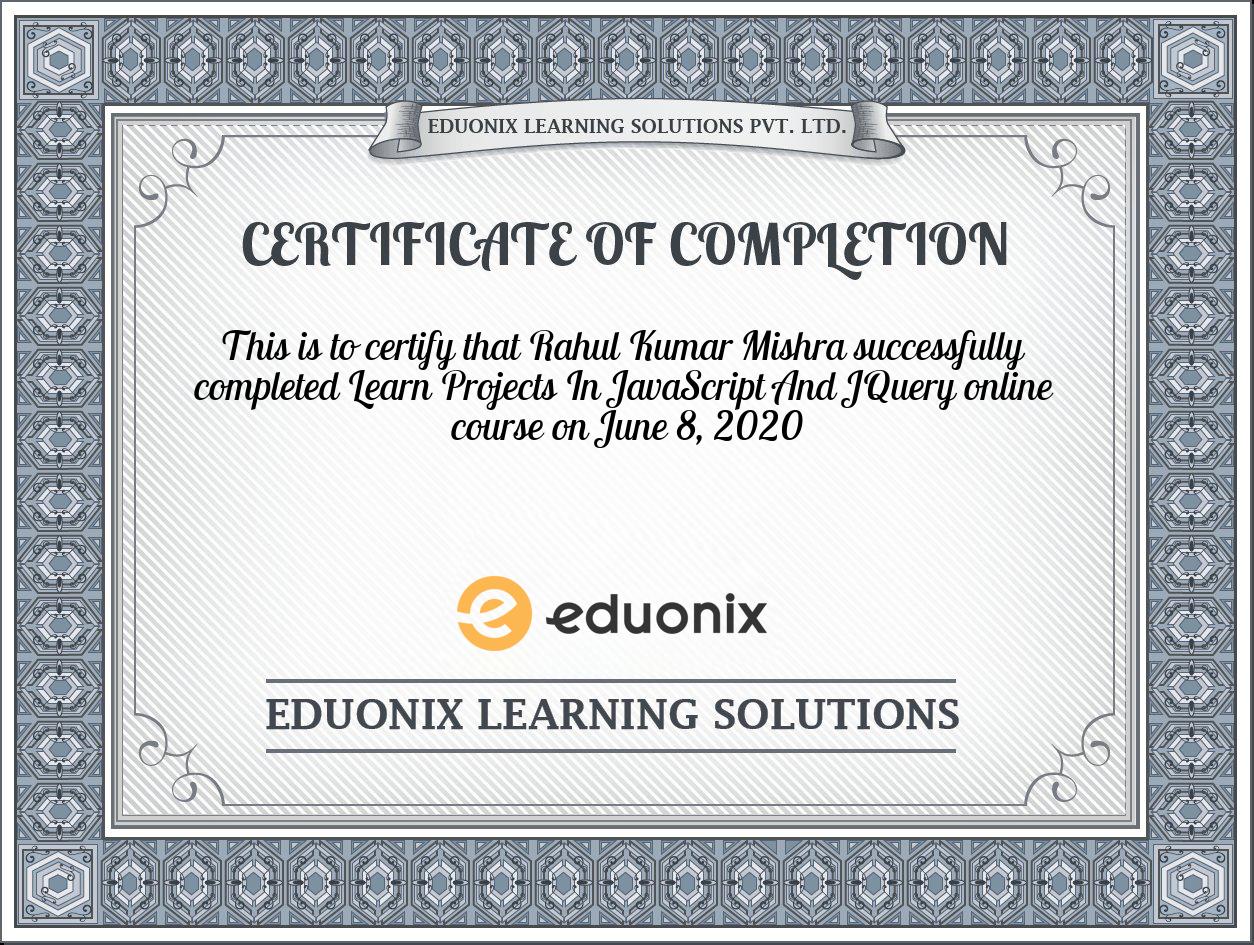 EDUONIX LEARNING SOLUTIONS PVT. LTD.
CERTIFICATE OF COMPLETION
This is to certify that Rahul Kumar Mishra successfully
completed Learn Projects In JavaScript And JQuery online
course on June 8, 2020
eduonix
EDUONIX LEARNING SOLUTIONS